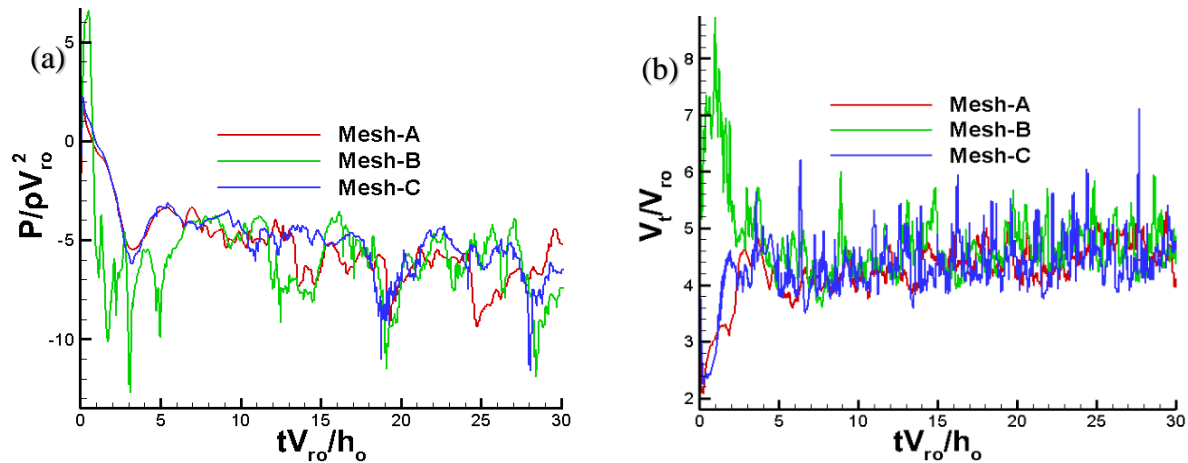 (a)
P/ρV_ro^2
5
0
-5
-10
Mesh-A
Mesh-B
Mesh-C
0 5 10 15 20 25 30
tV_ro/h_o
(b)
V_t/V_ro
8
7
6
5
4
3
2
Mesh-A
Mesh-B
Mesh-C
0 5 10 15 20 25 30
tV_ro/h_o